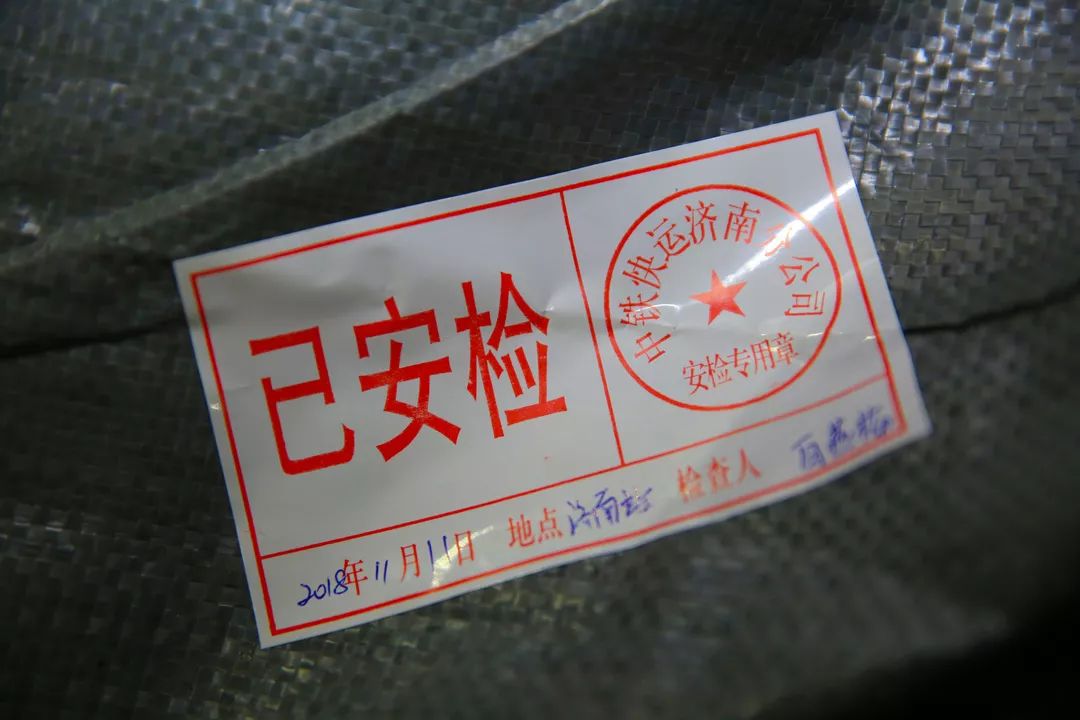 已安检
中铁快运济南分公司
安检专用章
2018年11月11日 地点 济南站 检查人